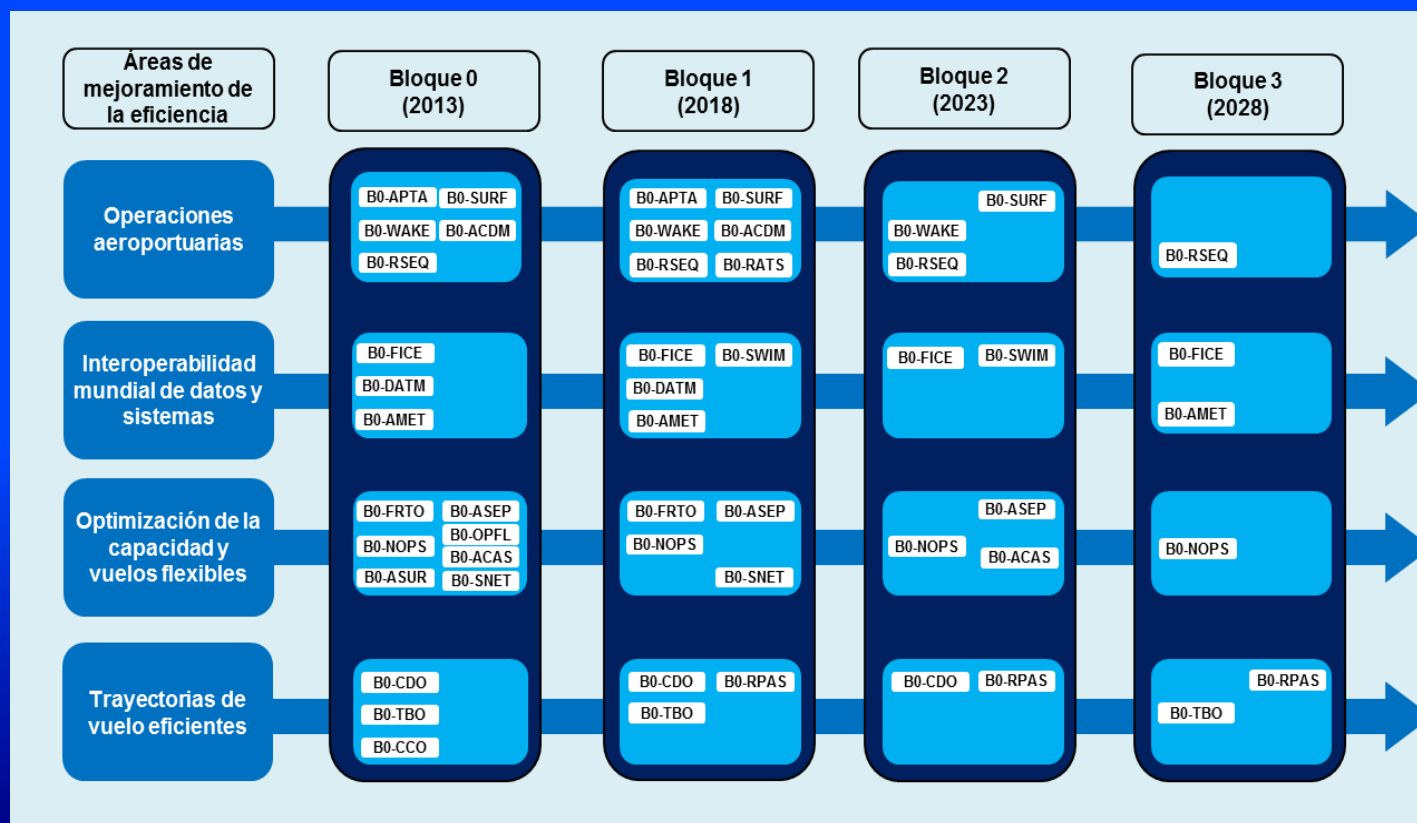 Áreas de
mejoramiento de
la eficiencia
Bloque 0
(2013)
Bloque 1
(2018)
Bloque 2
(2023)
Bloque 3
(2028)
Operaciones
aeroportuarias
B0-APTA B0-SURF
B0-WAKE B0-ACDM
B0-RSEQ
B0-APTA B0-SURF
B0-WAKE B0-ACDM
B0-RSEQ B0-RATS
B0-SURF
B0-WAKE
B0-RSEQ
B0-RSEQ
Interoperabilidad
mundial de datos y
sistemas
B0-FICE
B0-DATM
B0-AMET
B0-FICE B0-SWIM
B0-DATM
B0-AMET
B0-FICE B0-SWIM
B0-FICE
B0-AMET
Optimización de la
capacidad y
vuelos flexibles
B0-FRTO B0-ASEP
B0-OPFL
B0-NOPS
B0-ACAS
B0-ASUR B0-SNET
B0-FRTO B0-ASEP
B0-NOPS
B0-SNET
B0-ASEP
B0-NOPS
B0-ACAS
B0-NOPS
Trayectorias de
vuelo eficientes
B0-CDO
B0-TBO
B0-CCO
B0-CDO B0-RPAS
B0-TBO
B0-CDO B0-RPAS
B0-RPAS
B0-TBO